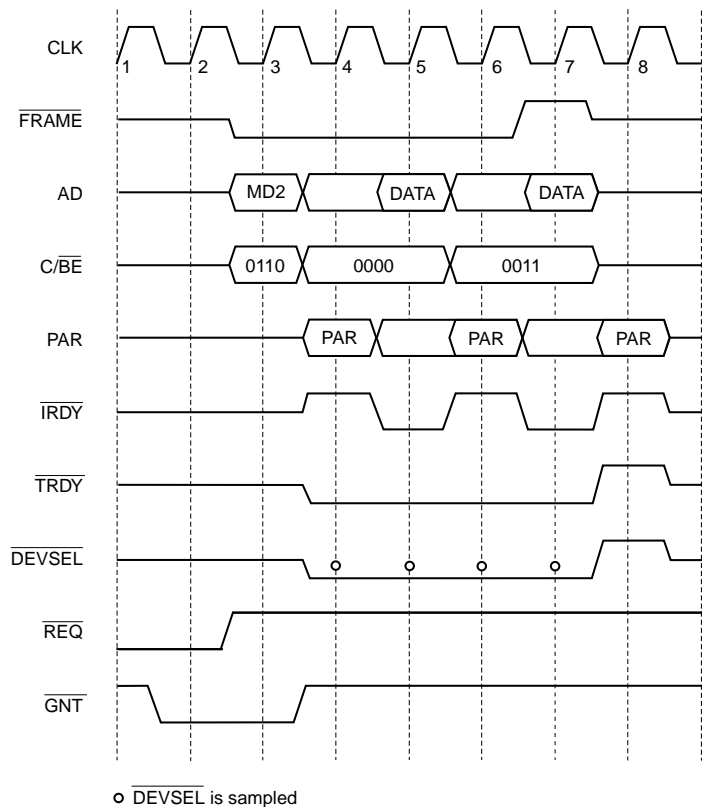 CLK
1 2 3 4 5 6 7 8
FRAME
AD MD2 DATA DATA
C/BE 0110 0000 0011
PAR PAR PAR PAR
IRDY
TRDY
DEVSEL
REQ
GNT
DEVSEL is sampled